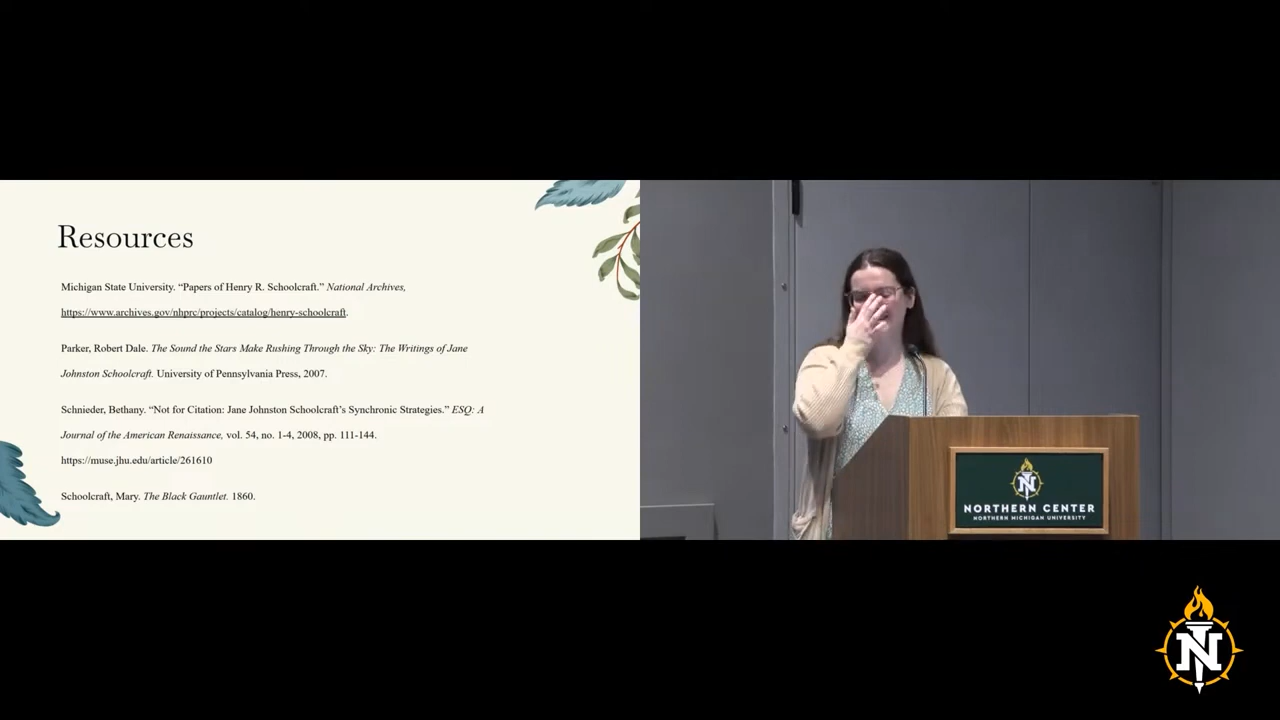 Resources
Michigan State University. “Papers of Henry R. Schoolcraft.” National Archives,
https://www.archives.gov/nhprc/projects/catalog/henry-schoolcraft.
Parker, Robert Dale. The Sound the Stars Make Rushing Through the Sky: The Writings of Jane
Johnston Schoolcraft. University of Pennsylvania Press, 2007.
Schnieder, Bethany. “Not for Citation: Jane Johnston Schoolcraft’s Synchronic Strategies.” ESQ: A
Journal of the American Renaissance, vol. 54, no. 1-4, 2008, pp. 111-144.
https://muse.jhu.edu/article/261610
Schoolcraft, Mary. The Black Gauntlet. 1860.
N
NORTHERN CENTER
NORTHERN MICHIGAN UNIVERSITY
N